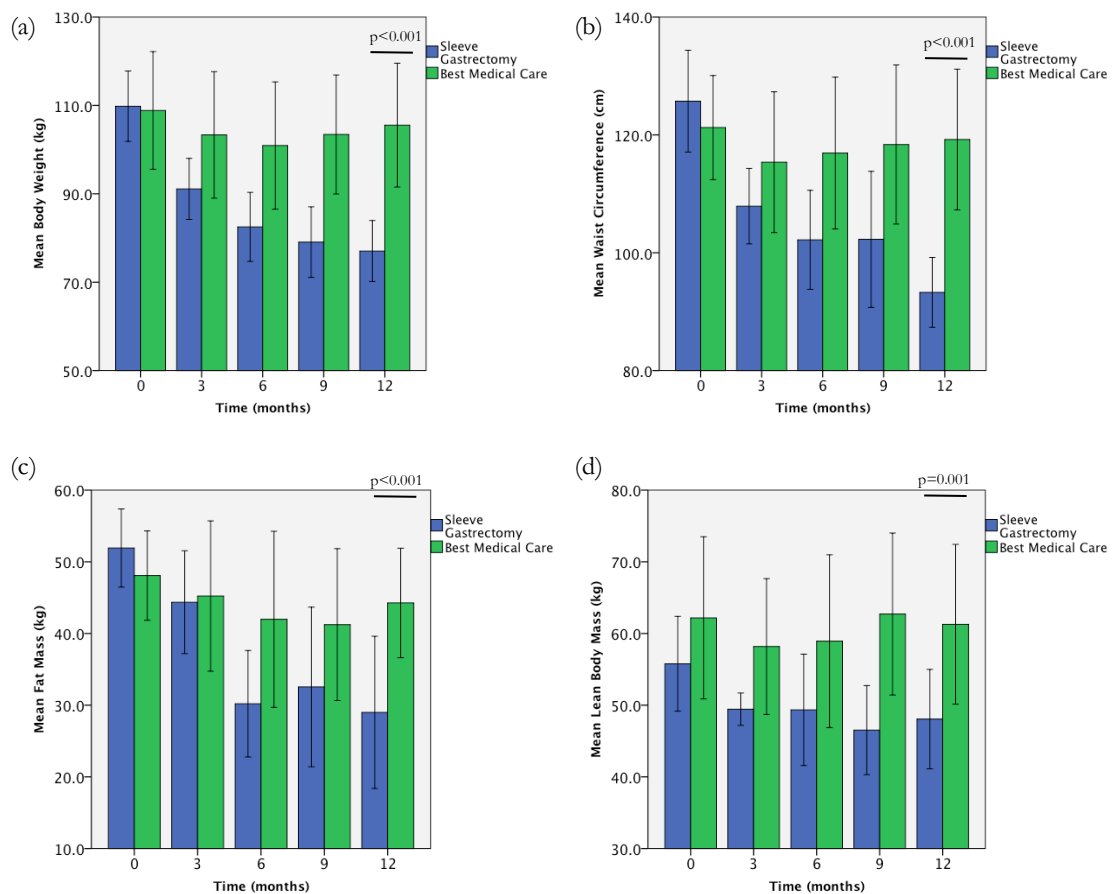 (a)
130.0
110.0
90.0
70.0
50.0
Mean Body Weight (kg)
p<0.001
Sleeve
Gastrectomy
Best Medical Care
0 3 6 9 12
Time (months)
(b)
140.0
120.0
100.0
80.0
Mean Waist Circumference (cm)
p<0.001
Sleeve
Gastrectomy
Best Medical Care
0 3 6 9 12
Time (months)
(c)
60.0
50.0
40.0
30.0
20.0
10.0
Mean Fat Mass (kg)
p<0.001
Sleeve
Gastrectomy
Best Medical Care
0 3 6 9 12
Time (months)
(d)
80.0
70.0
60.0
50.0
40.0
30.0
Mean Lean Body Mass (kg)
p=0.001
Sleeve
Gastrectomy
Best Medical Care
0 3 6 9 12
Time (months)